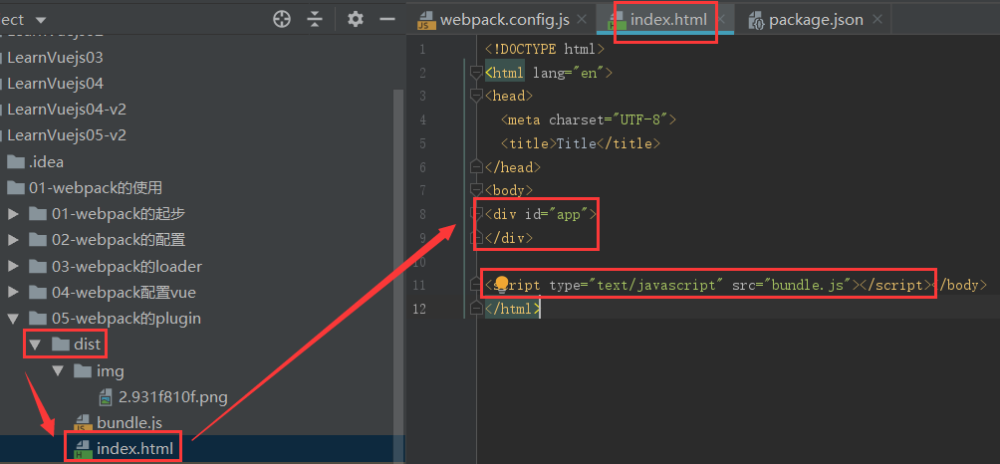 ect
LearnVuejs03
LearnVuejs04
LearnVuejs04-v2
LearnVuejs05-v2
.idea
01-webpack的使用
01-webpack的起步
02-webpack的配置
03-webpack的loader
04-webpack配置vue
05-webpack的plugin
dist
img
2.931f810f.png
bundle.js
index.html
webpack.config.js
index.html
package.json
1 <!DOCTYPE html>
2 <html lang="en">
3 <head>
4 <meta charset="UTF-8">
5 <title>Title</title>
6 </head>
7 <body>
8 <div id="app">
9 </div>
10
11 <script type="text/javascript" src="bundle.js"></script></body>
12 </html>